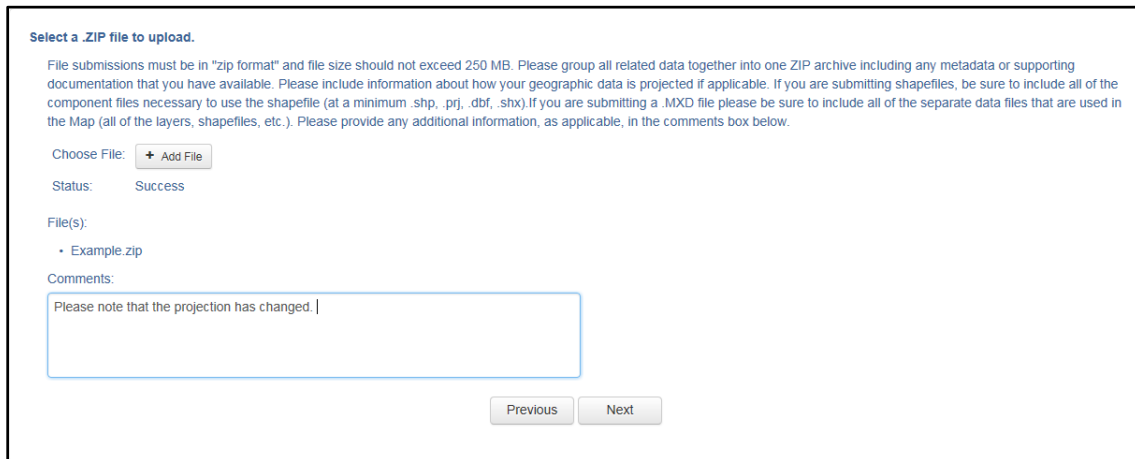 Select a .ZIP file to upload.
File submissions must be in "zip format" and file size should not exceed 250 MB. Please group all related data together into one ZIP archive including any metadata or supporting
documentation that you have available. Please include information about how your geographic data is projected if applicable. If you are submitting shapefiles, be sure to include all of the
component files necessary to use the shapefile (at a minimum .shp, .prj, .dbf, .shx).If you are submitting a .MXD file please be sure to include all of the separate data files that are used in
the Map (all of the layers, shapefiles, etc.). Please provide any additional information, as applicable, in the comments box below.
Choose File: + Add File
Status: Success
File(s):
• Example.zip
Comments:
Please note that the projection has changed.
Previous Next